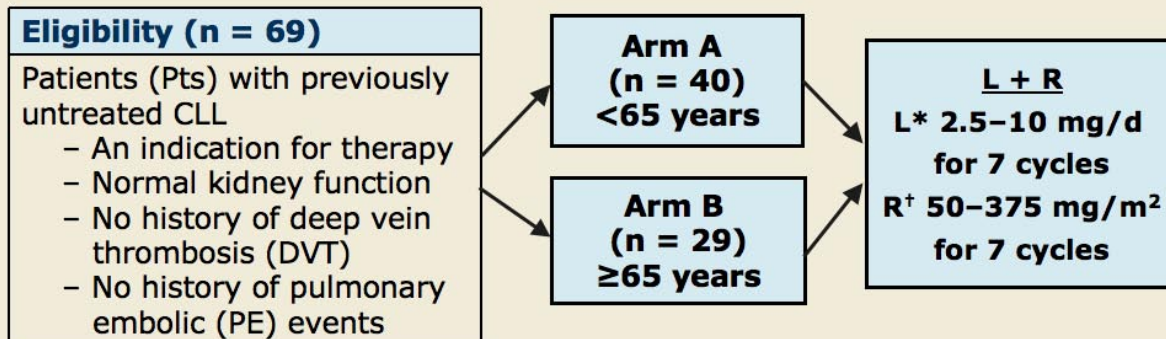 Eligibility (n = 69)
Patients (Pts) with previously
untreated CLL
– An indication for therapy
– Normal kidney function
– No history of deep vein
thrombosis (DVT)
– No history of pulmonary
embolic (PE) events
Arm A
(n = 40)
<65 years
Arm B
(n = 29)
≥65 years
L + R
L* 2.5–10 mg/d
for 7 cycles
R† 50–375 mg/m²
for 7 cycles